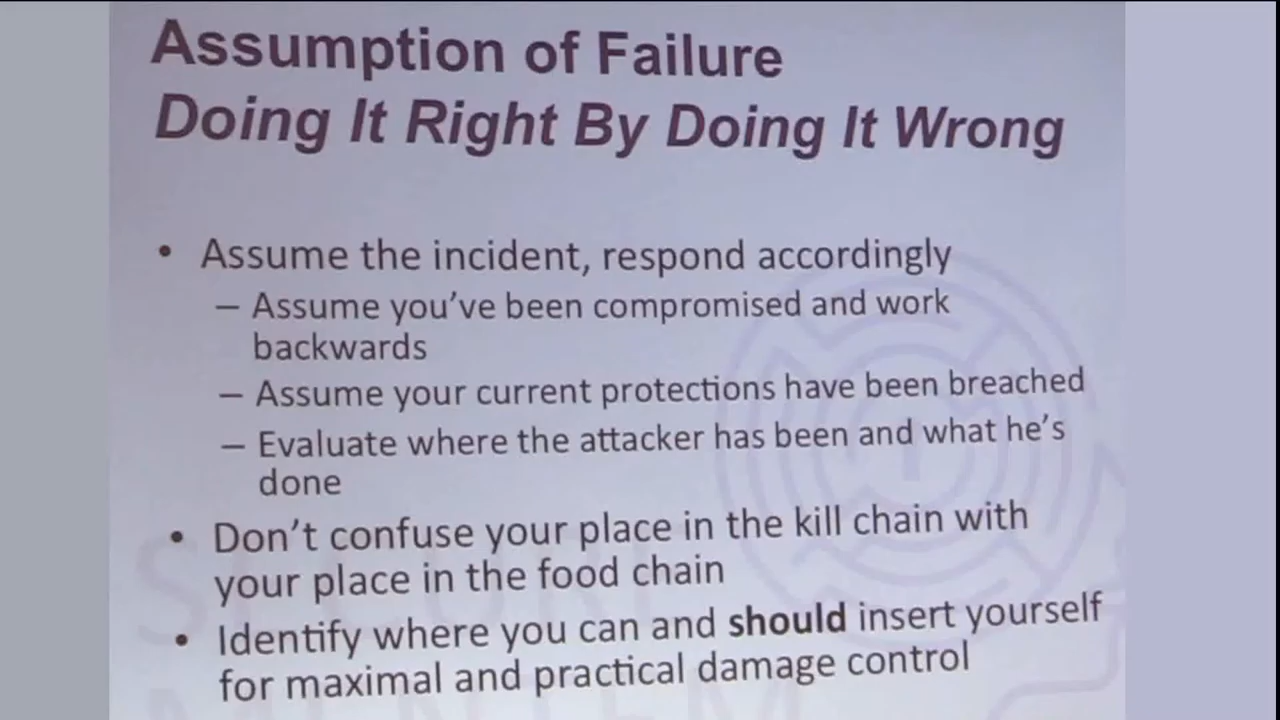 Assumption of Failure
Doing It Right By Doing It Wrong
• Assume the incident, respond accordingly
– Assume you've been compromised and work
backwards
– Assume your current protections have been breached
– Evaluate where the attacker has been and what he's
done
• Don't confuse your place in the kill chain with
your place in the food chain
• Identify where you can and should insert yourself
for maximal and practical damage control